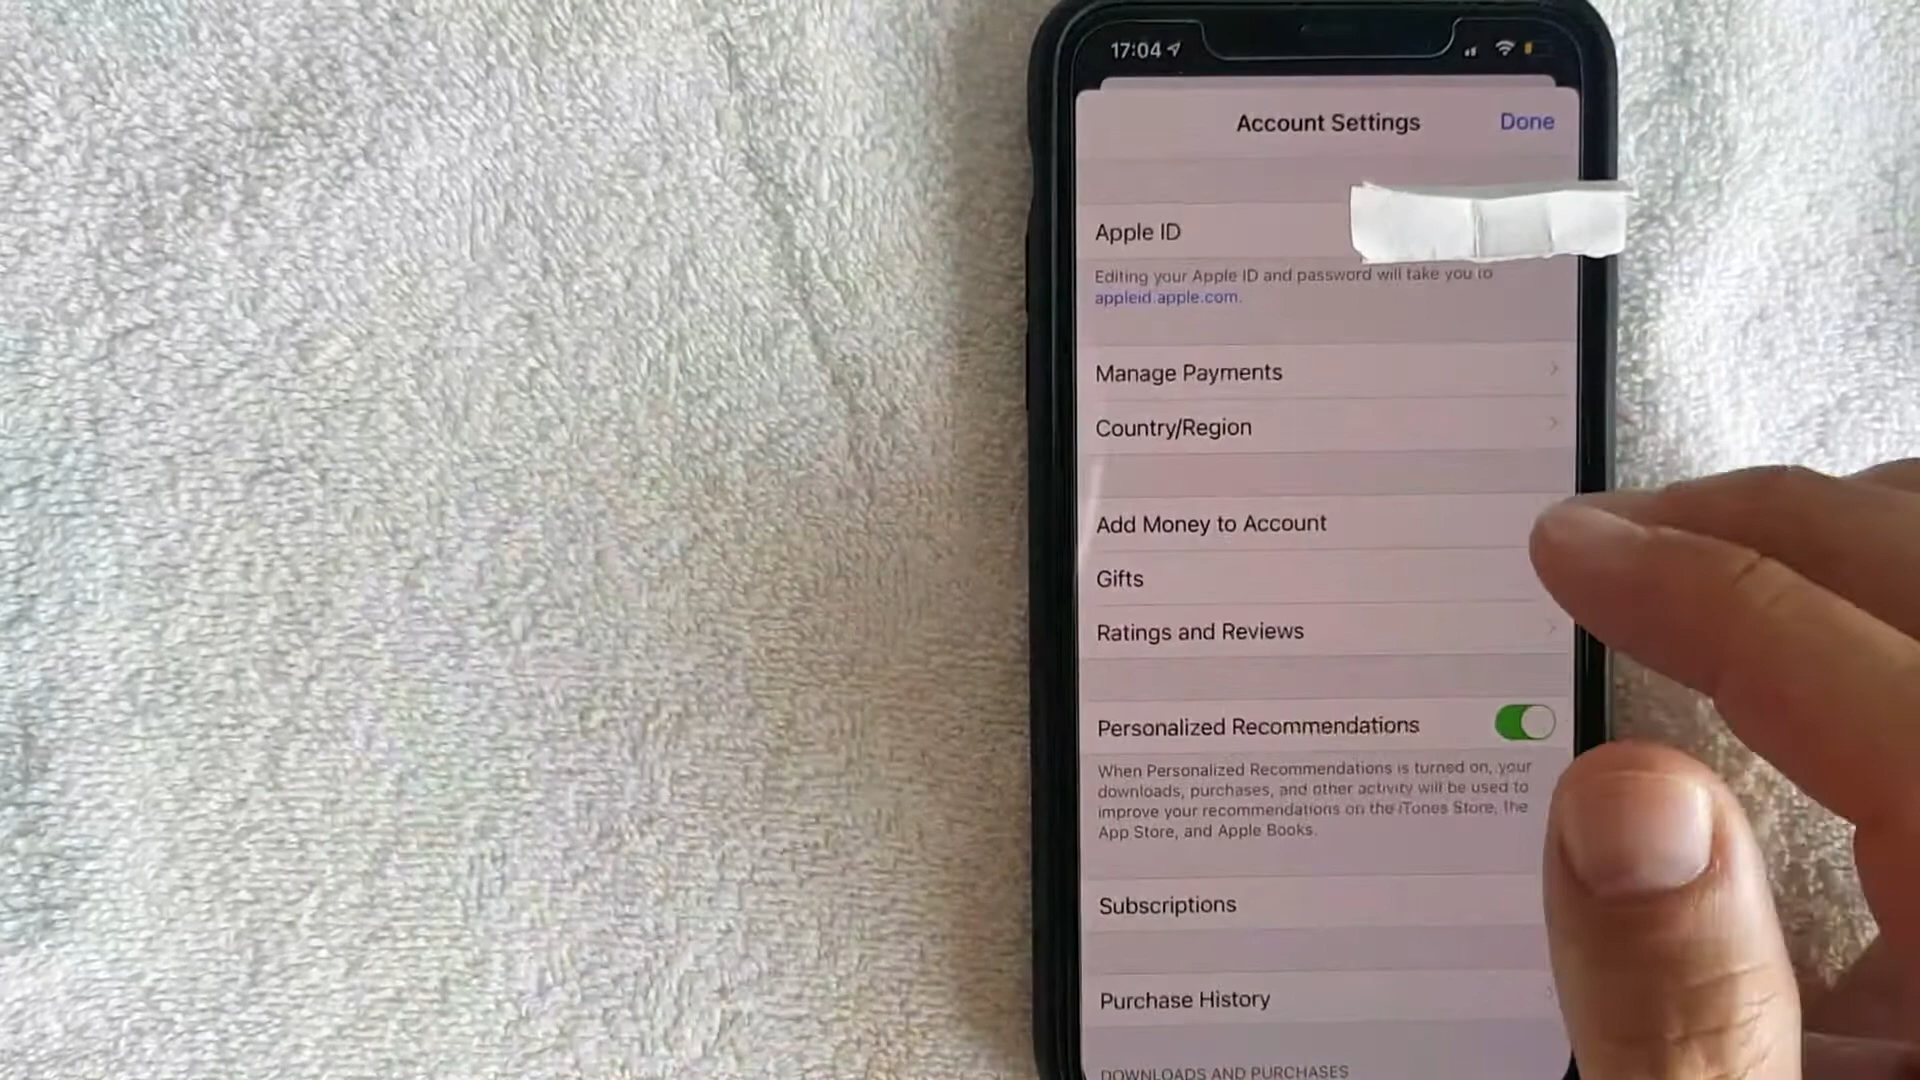 17:04
Account Settings
Done
Apple ID
Editing your Apple ID and password will take you to
appleid.apple.com.
Manage Payments
Country/Region
Add Money to Account
Gifts
Ratings and Reviews
Personalized Recommendations
When Personalized Recommendations is turned on, your
downloads, purchases, and other activity will be used to
improve your recommendations on the iTunes Store, the
App Store, and Apple Books.
Subscriptions
Purchase History
DOWNLOADS AND PURCHASES